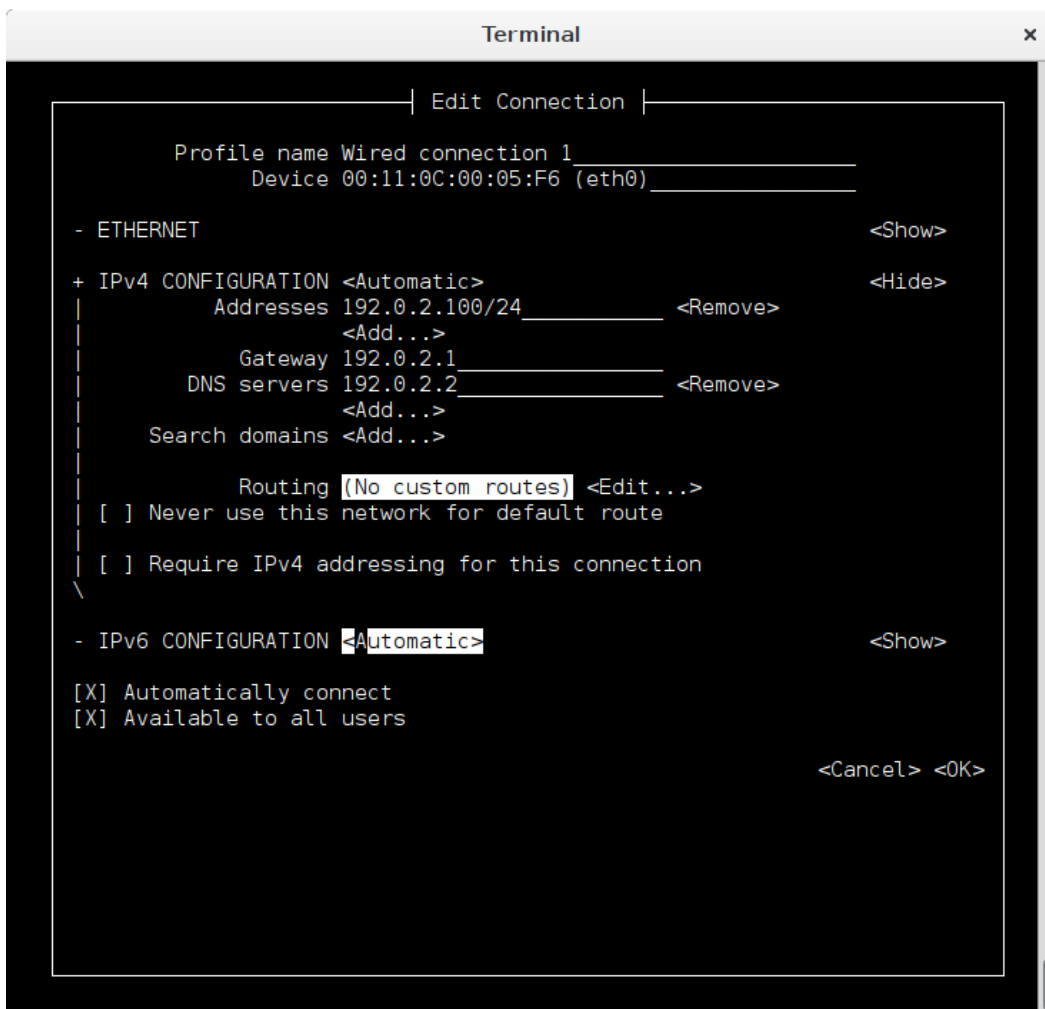 Terminal ×
Edit Connection
Profile name Wired connection 1
Device 00:11:0C:00:05:F6 (eth0)
- ETHERNET <Show>
+ IPv4 CONFIGURATION <Automatic> <Hide>
| Addresses 192.0.2.100/24 <Remove>
| <Add...>
| Gateway 192.0.2.1
| DNS servers 192.0.2.2 <Remove>
| <Add...>
| Search domains <Add...>
|
| Routing (No custom routes) <Edit...>
| [ ] Never use this network for default route
|
| [ ] Require IPv4 addressing for this connection
\
- IPv6 CONFIGURATION <Automatic> <Show>
[X] Automatically connect
[X] Available to all users
<Cancel> <OK>